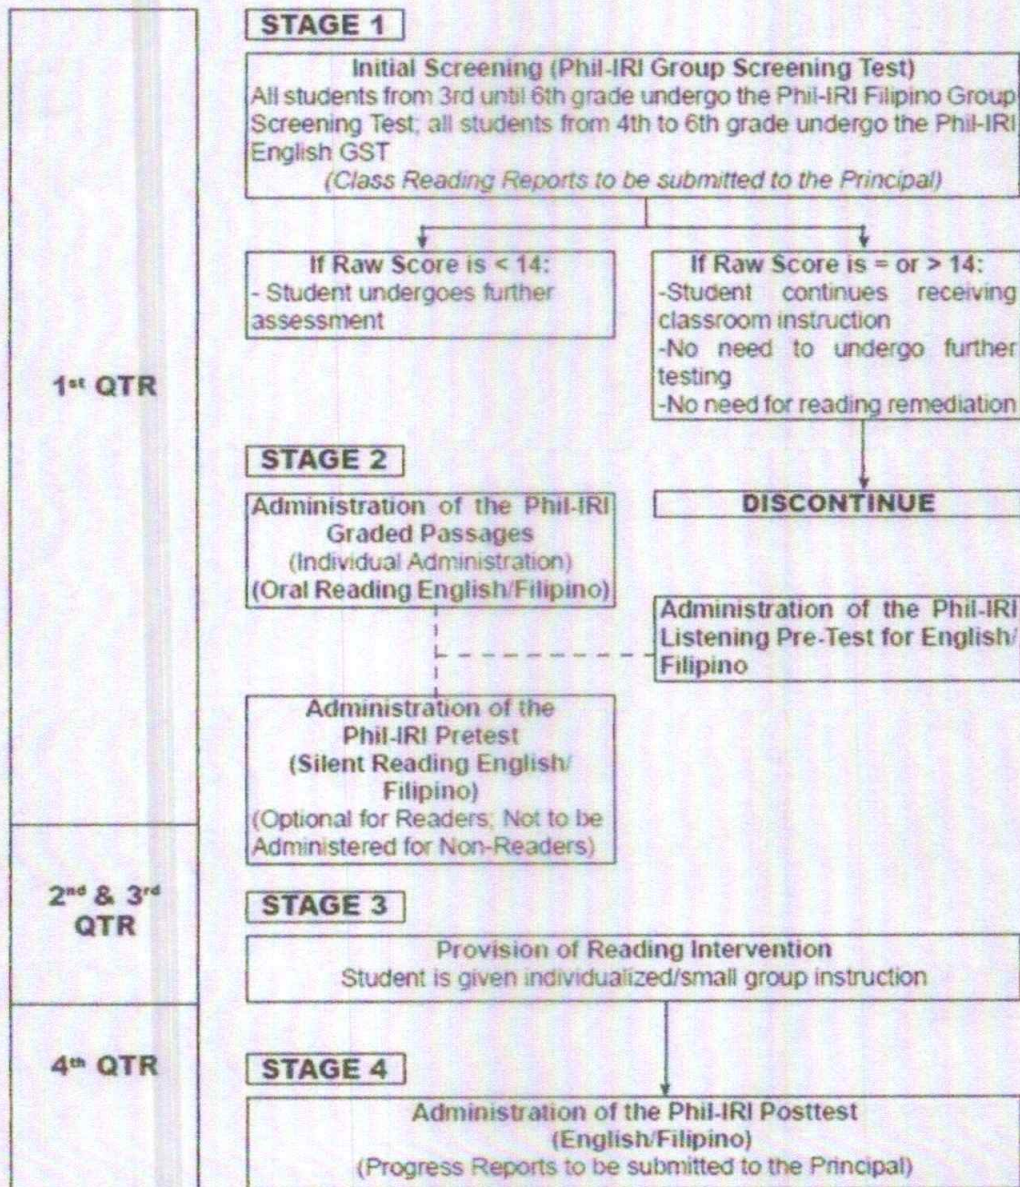 STAGE 1
Initial Screening (Phil-IRI Group Screening Test)
All students from 3rd until 6th grade undergo the Phil-IRI Filipino Group
Screening Test; all students from 4th to 6th grade undergo the Phil-IRI
English GST
(Class Reading Reports to be submitted to the Principal)
If Raw Score is < 14:
- Student undergoes further
assessment
If Raw Score is = or > 14:
-Student continues receiving
classroom instruction
-No need to undergo further
testing
-No need for reading remediation
1st QTR
STAGE 2
Administration of the Phil-IRI
Graded Passages
(Individual Administration)
(Oral Reading English/Filipino)
DISCONTINUE
Administration of the Phil-IRI
Listening Pre-Test for English/
Filipino
Administration of the
Phil-IRI Pretest
(Silent Reading English/
Filipino)
(Optional for Readers; Not to be
Administered for Non-Readers)
2nd & 3rd
QTR
STAGE 3
Provision of Reading Intervention
Student is given individualized/small group instruction
4th QTR
STAGE 4
Administration of the Phil-IRI Posttest
(English/Filipino)
(Progress Reports to be submitted to the Principal)